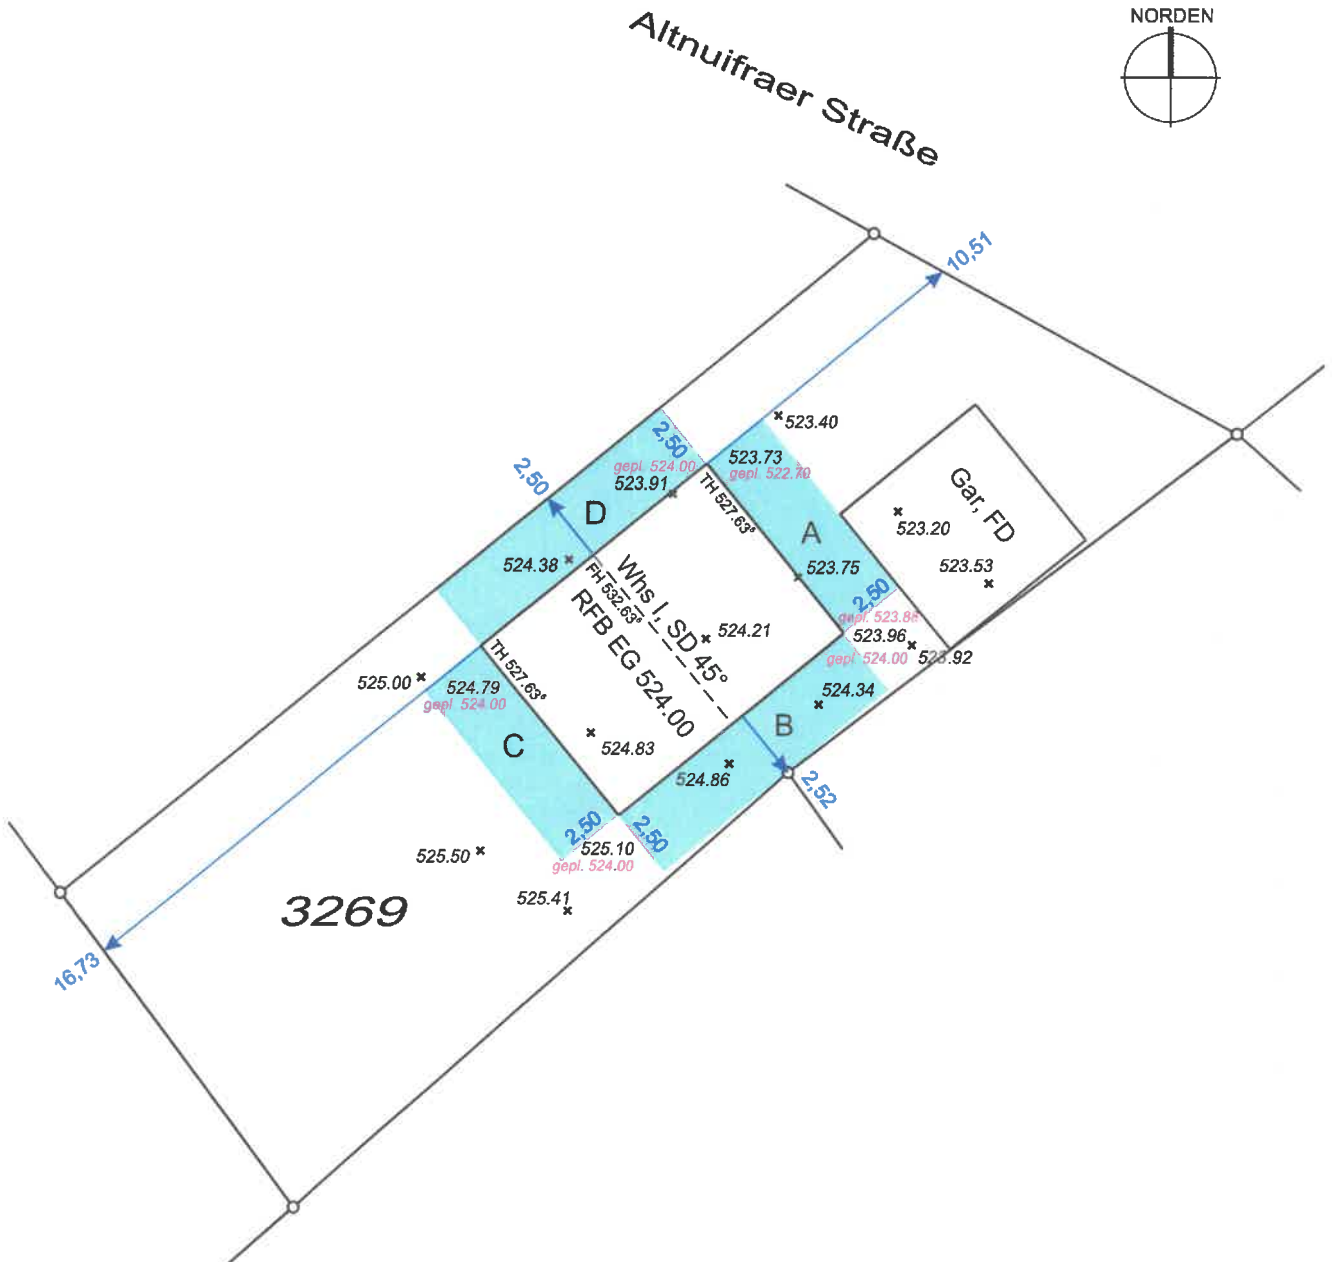 NORDEN
Altnuifraer Straße
10,51
523.40
2,50
2,50
gepl. 524.00
523.91
523.73
gepl. 522.70
TH 527.63⁵
D
A
Gar, FD
523.20
523.53
524.38
523.75
FH 532.63⁵
Whs I, SD 45°
RFB EG 524.00
524.21
2,50
gepl. 523.88
523.96
gepl. 524.00
523.92
TH 527.63⁵
525.00
524.79
gepl. 524.00
524.34
C
B
524.83
524.86
2,52
2,50
2,50
525.10
gepl. 524.00
525.50
525.41
3269
16,73